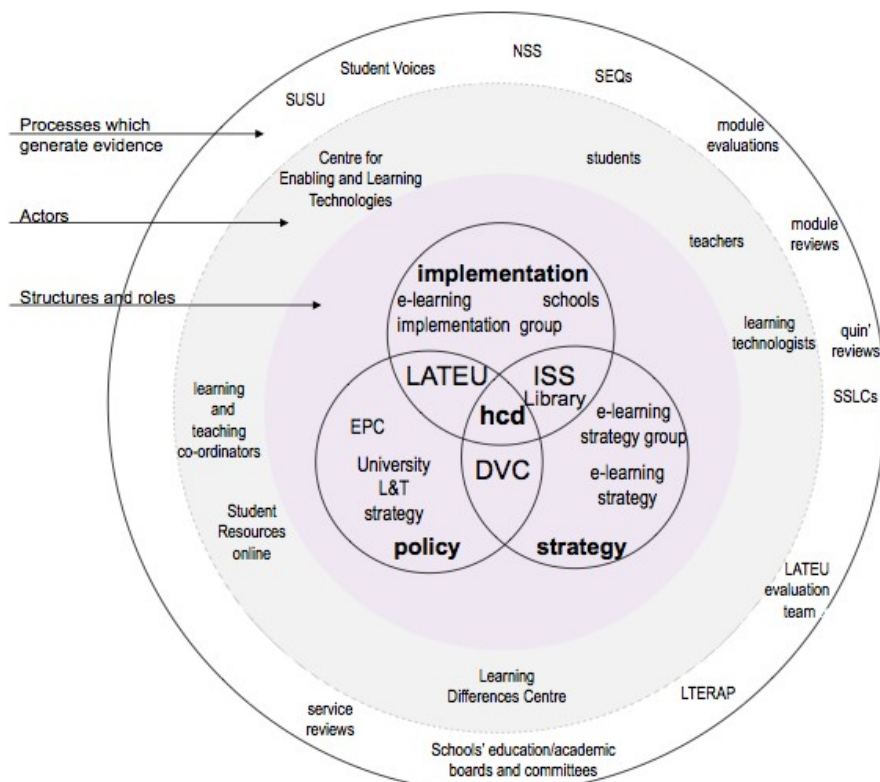 NSS
Student Voices
SEQs
SUSU
Processes which
generate evidence
module
evaluations
Centre for
Enabling and Learning
Technologies
students
Actors
module
reviews
teachers
implementation
Structures and roles
e-learning schools
implementation group
learning
technologists
quin'
reviews
LATEU
ISS
Library
SSLCs
learning
and
teaching
co-ordinators
hcd
e-learning
strategy group
EPC
University
L&T
strategy
DVC
e-learning
strategy
Student
Resources
online
policy
strategy
LATEU
evaluation
team
Learning
Differences Centre
LTERAP
service
reviews
Schools' education/academic
boards and committees